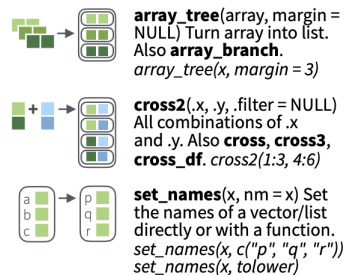 array_tree(array, margin =
NULL) Turn array into list.
Also array_branch.
array_tree(x, margin = 3)
+
cross2(.x, .y, .filter = NULL)
All combinations of .x
and .y. Also cross, cross3,
cross_df. cross2(1:3, 4:6)
a p
b q
c r
set_names(x, nm = x) Set
the names of a vector/list
directly or with a function.
set_names(x, c("p", "q", "r"))
set_names(x, tolower)